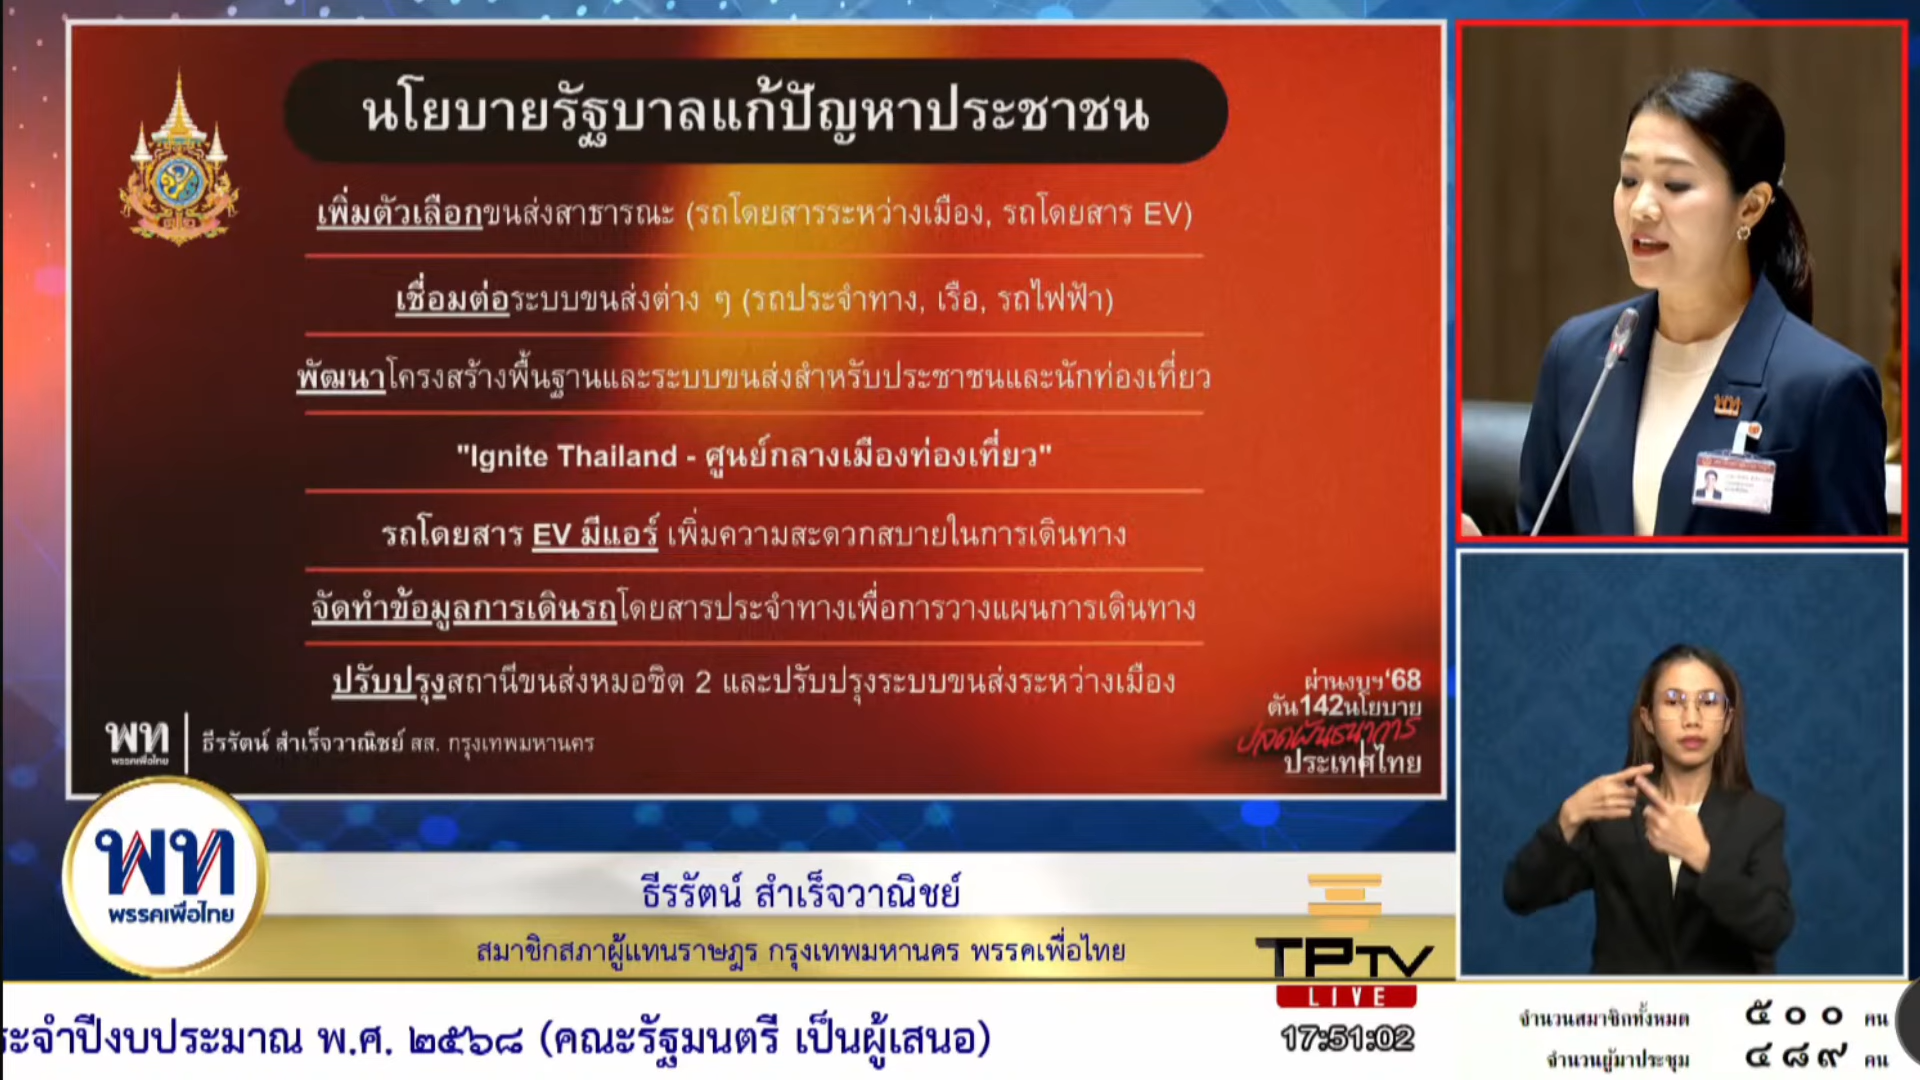 นโยบายรัฐบาลแก้ปัญหาประชาชน
เพิ่มตัวเลือกขนส่งสาธารณะ (รถโดยสารระหว่างเมือง, รถโดยสาร EV)
เชื่อมต่อระบบขนส่งต่าง ๆ (รถประจำทาง, เรือ, รถไฟฟ้า)
พัฒนาโครงสร้างพื้นฐานและระบบขนส่งสำหรับประชาชนและนักท่องเที่ยว
"Ignite Thailand - ศูนย์กลางเมืองท่องเที่ยว"
รถโดยสาร EV มีแอร์ เพิ่มความสะดวกสบายในการเดินทาง
จัดทำข้อมูลการเดินรถโดยสารประจำทางเพื่อการวางแผนการเดินทาง
ปรับปรุงสถานีขนส่งหมอชิต 2 และปรับปรุงระบบขนส่งระหว่างเมือง
ผ่านงบฯ'68
ดัน142นโยบาย
ปลดพันธนาการ
ประเทศไทย
พท
พรรคเพื่อไทย
ธีรรัตน์ สำเร็จวาณิชย์ สส. กรุงเทพมหานคร
พท
พท
พรรคเพื่อไทย
ธีรรัตน์ สำเร็จวาณิชย์
สมาชิกสภาผู้แทนราษฎร กรุงเทพมหานคร พรรคเพื่อไทย
TPTV
LIVE
17:51:02
ระจำปีงบประมาณ พ.ศ. ๒๕๖๘ (คณะรัฐมนตรี เป็นผู้เสนอ)
จำนวนสมาชิกทั้งหมด ๕๐๐ คน
จำนวนผู้มาประชุม ๔๘๙ คน